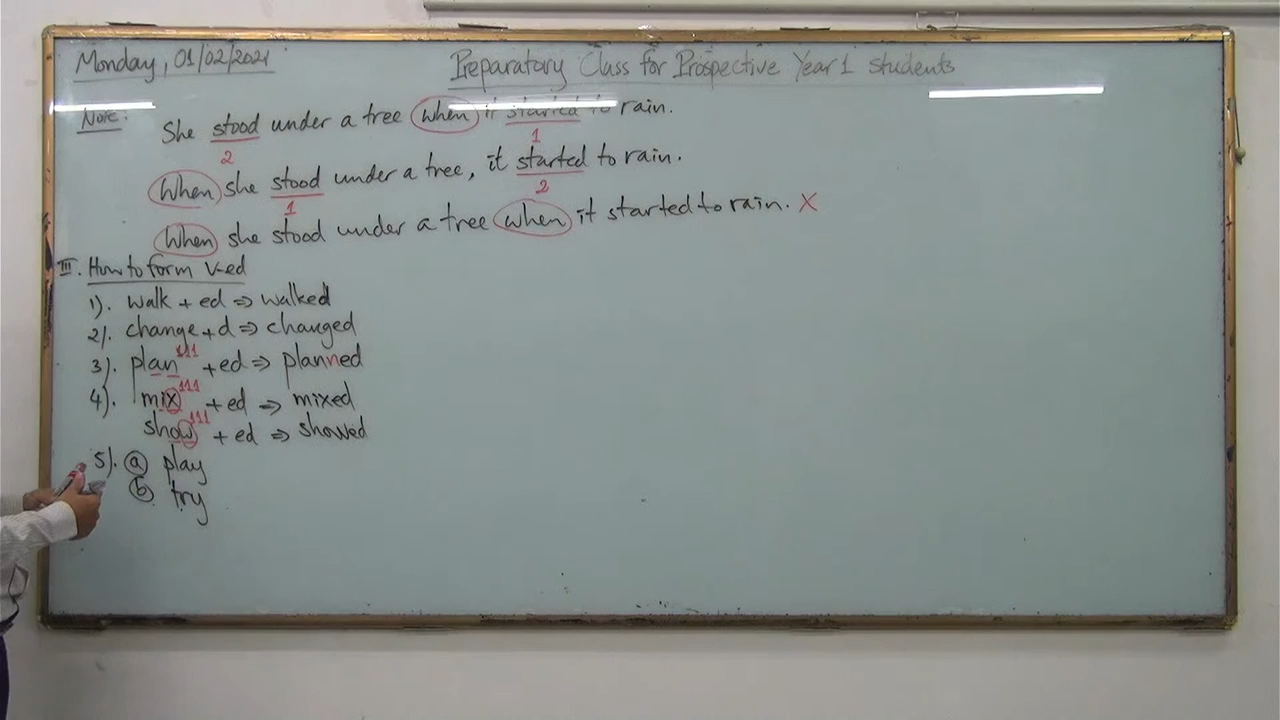 Monday, 01/02/2021
Preparatory Class for Prospective Year 1 Students
Note: She stood under a tree when it started to rain.
2 1
When she stood under a tree, it started to rain.
1 2
When she stood under a tree when it started to rain. X
III. How to form V-ed
1). walk + ed => walked
2). change + d => changed
3). plan 111 + ed => planned
4). mix 111 + ed => mixed
show 111 + ed => showed
5). a play
b try